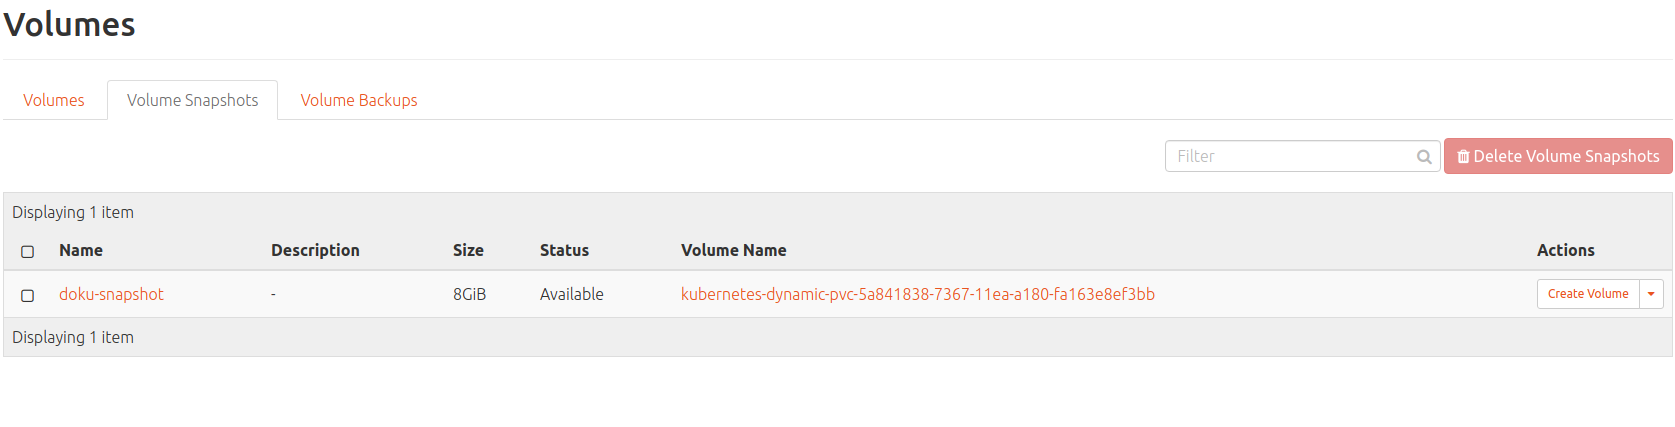 Volumes
Volumes Volume Snapshots Volume Backups
Filter Delete Volume Snapshots
Displaying 1 item
Name Description Size Status Volume Name Actions
doku-snapshot - 8GiB Available kubernetes-dynamic-pvc-5a841838-7367-11ea-a180-fa163e8ef3bb Create Volume
Displaying 1 item